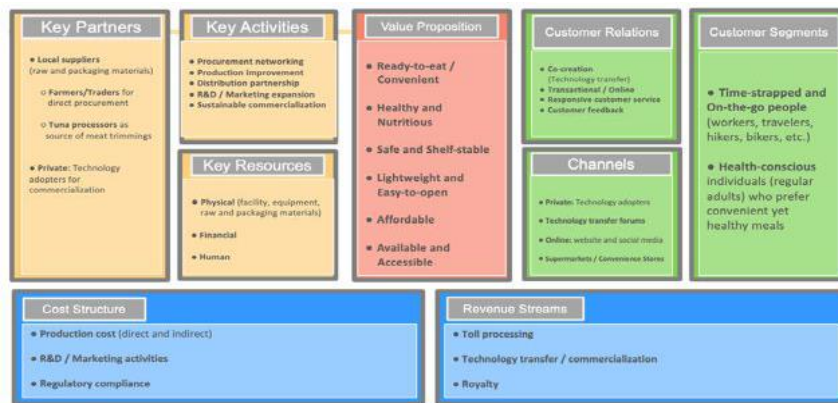 Key Partners
● Local suppliers
(raw and packaging materials)
○ Farmers/Traders for
direct procurement
○ Tuna processors as
source of meat trimmings
● Private: Technology
adopters for
commercialization
Key Activities
● Procurement networking
● Production improvement
● Distribution partnership
● R&D / Marketing expansion
● Sustainable commercialization
Key Resources
● Physical (facility, equipment,
raw and packaging materials)
● Financial
● Human
Value Proposition
● Ready-to-eat /
Convenient
● Healthy and
Nutritious
● Safe and Shelf-stable
● Lightweight and
Easy-to-open
● Affordable
● Available and
Accessible
Customer Relations
● Co-creation
(Technology transfer)
● Transactional / Online
● Responsive customer service
● Customer feedback
Channels
● Private: Technology adopters
● Technology transfer forums
● Online: website and social media
● Supermarkets / Convenience Stores
Customer Segments
● Time-strapped and
On-the-go people
(workers, travelers,
hikers, bikers, etc.)
● Health-conscious
individuals (regular
adults) who prefer
convenient yet
healthy meals
Cost Structure
● Production cost (direct and indirect)
● R&D / Marketing activities
● Regulatory compliance
Revenue Streams
● Toll processing
● Technology transfer / commercialization
● Royalty